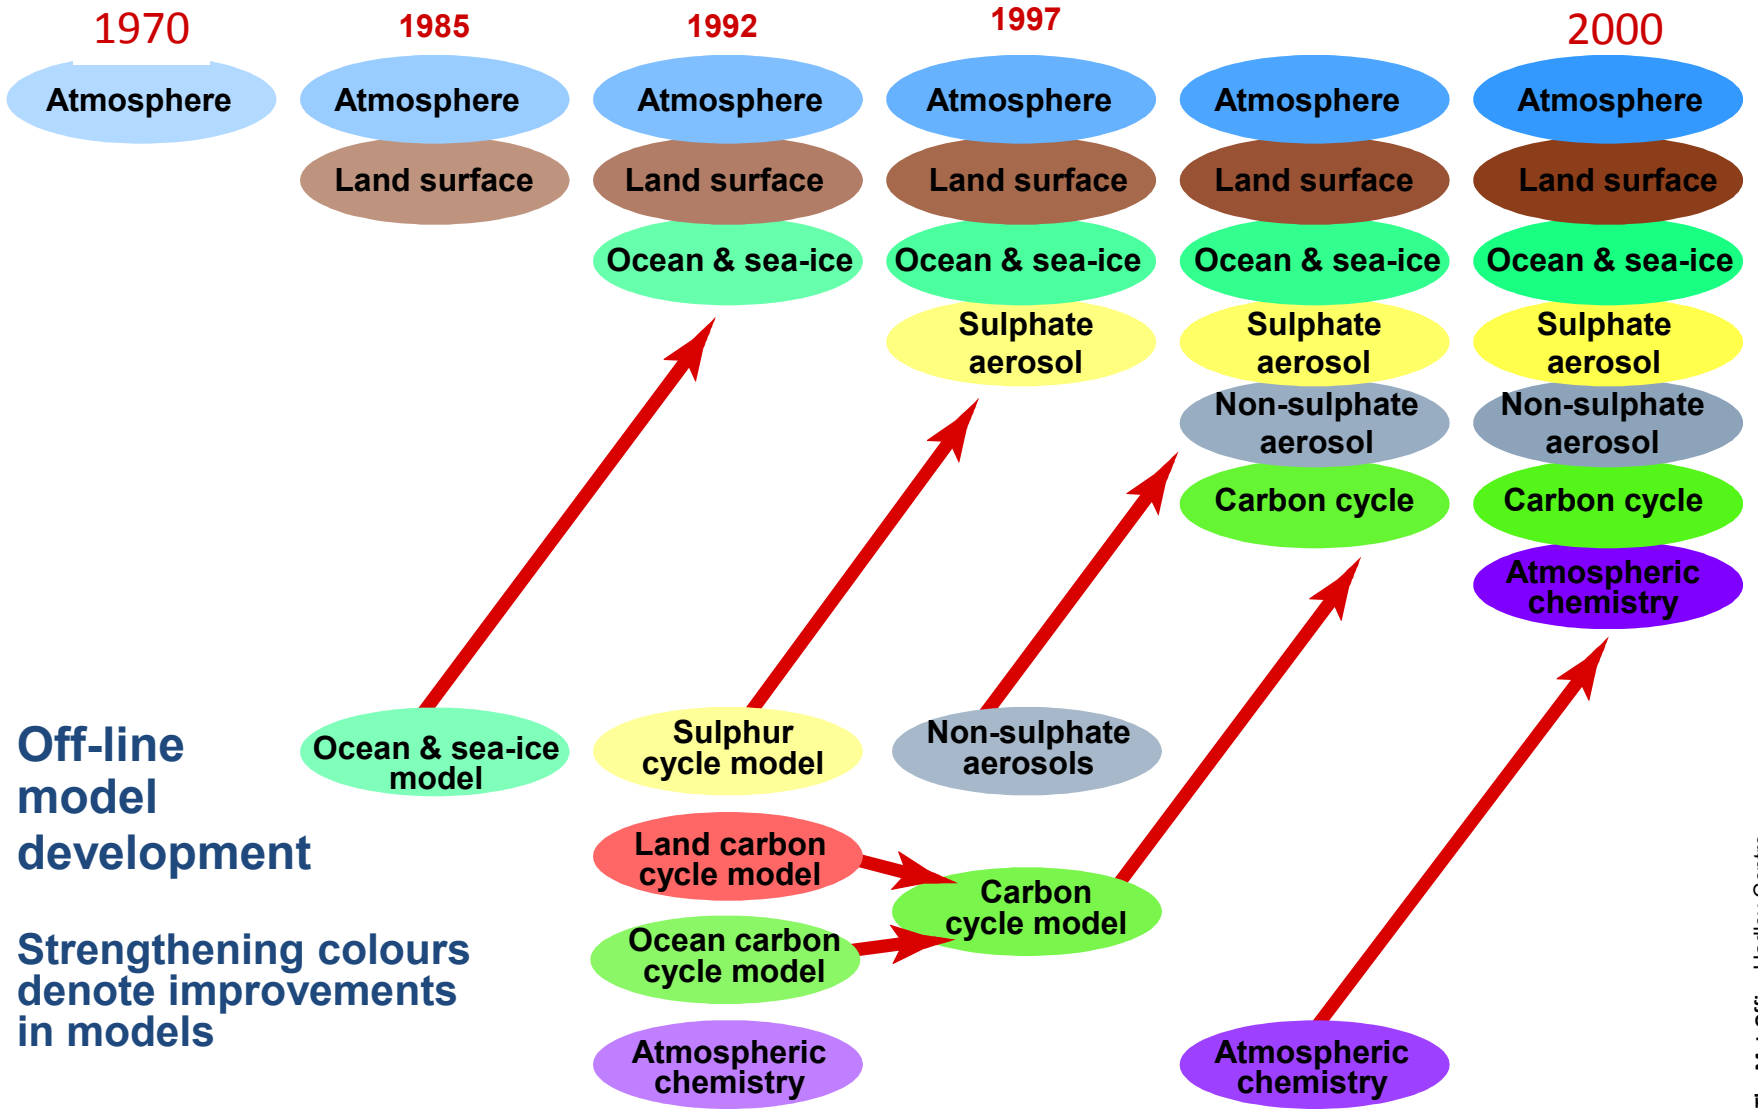 1970
1985
1992
1997
2000
Atmosphere
Atmosphere
Atmosphere
Atmosphere
Atmosphere
Atmosphere
Land surface
Land surface
Land surface
Land surface
Land surface
Ocean & sea-ice
Ocean & sea-ice
Ocean & sea-ice
Ocean & sea-ice
Sulphate
aerosol
Sulphate
aerosol
Sulphate
aerosol
Non-sulphate
aerosol
Non-sulphate
aerosol
Carbon cycle
Carbon cycle
Atmospheric
chemistry
Off-line
model
development
Ocean & sea-ice
model
Sulphur
cycle model
Non-sulphate
aerosols
Land carbon
cycle model
Carbon
cycle model
Ocean carbon
cycle model
Strengthening colours
denote improvements
in models
Atmospheric
chemistry
Atmospheric
chemistry